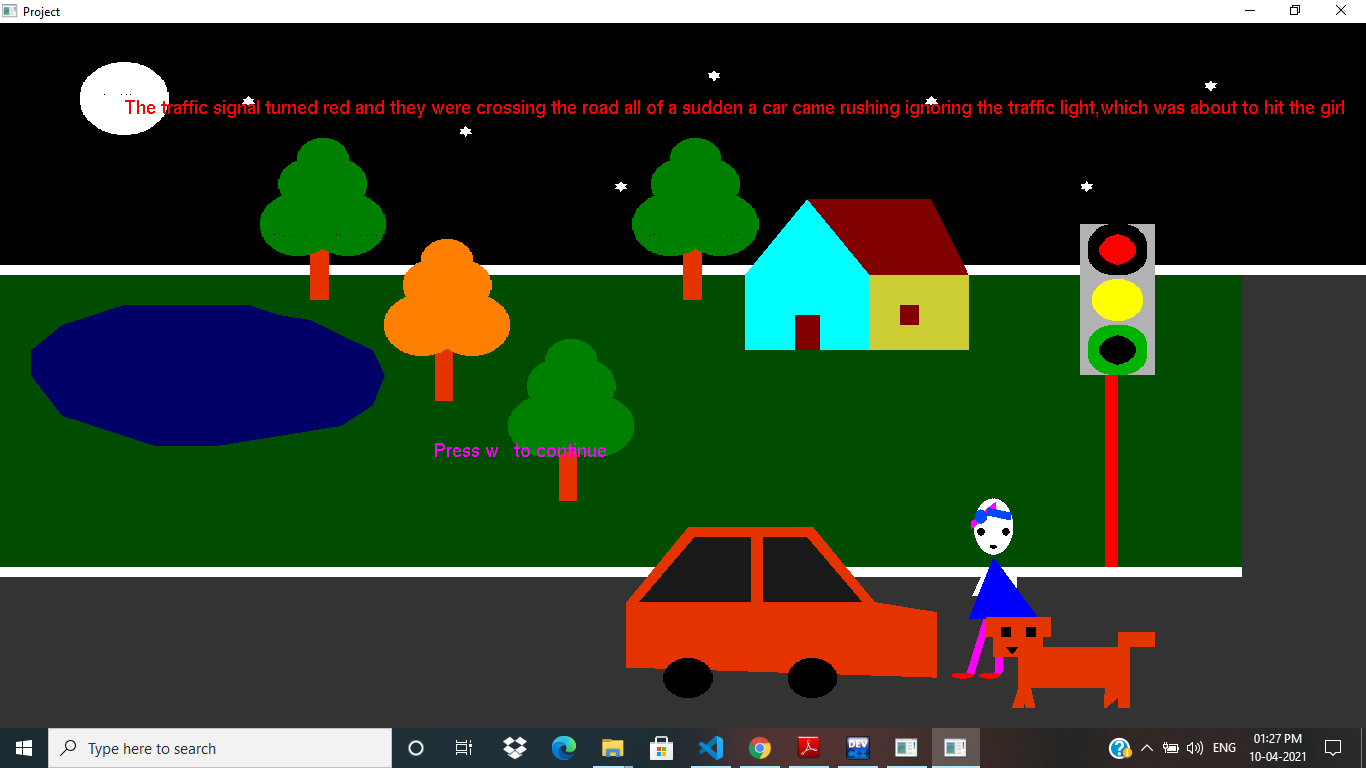 Project
The traffic signal turned red and they were crossing the road all of a sudden a car came rushing ignoring the traffic light,which was about to hit the girl
Press w   to continue
Type here to search
DEV
ENG
01:27 PM
10-04-2021